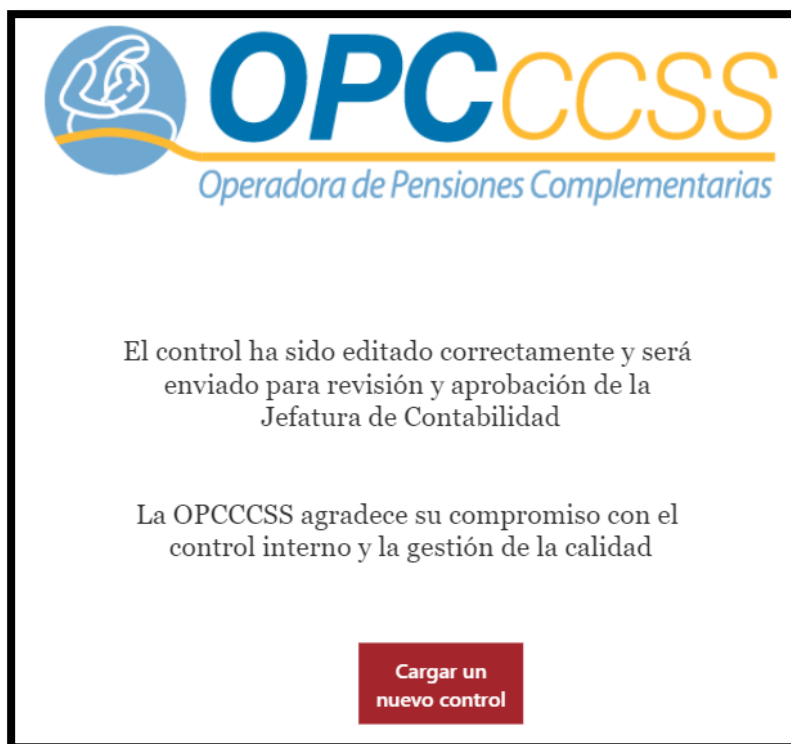 OPCCCSS
Operadora de Pensiones Complementarias
El control ha sido editado correctamente y será
enviado para revisión y aprobación de la
Jefatura de Contabilidad
La OPCCCSS agradece su compromiso con el
control interno y la gestión de la calidad
Cargar un
nuevo control